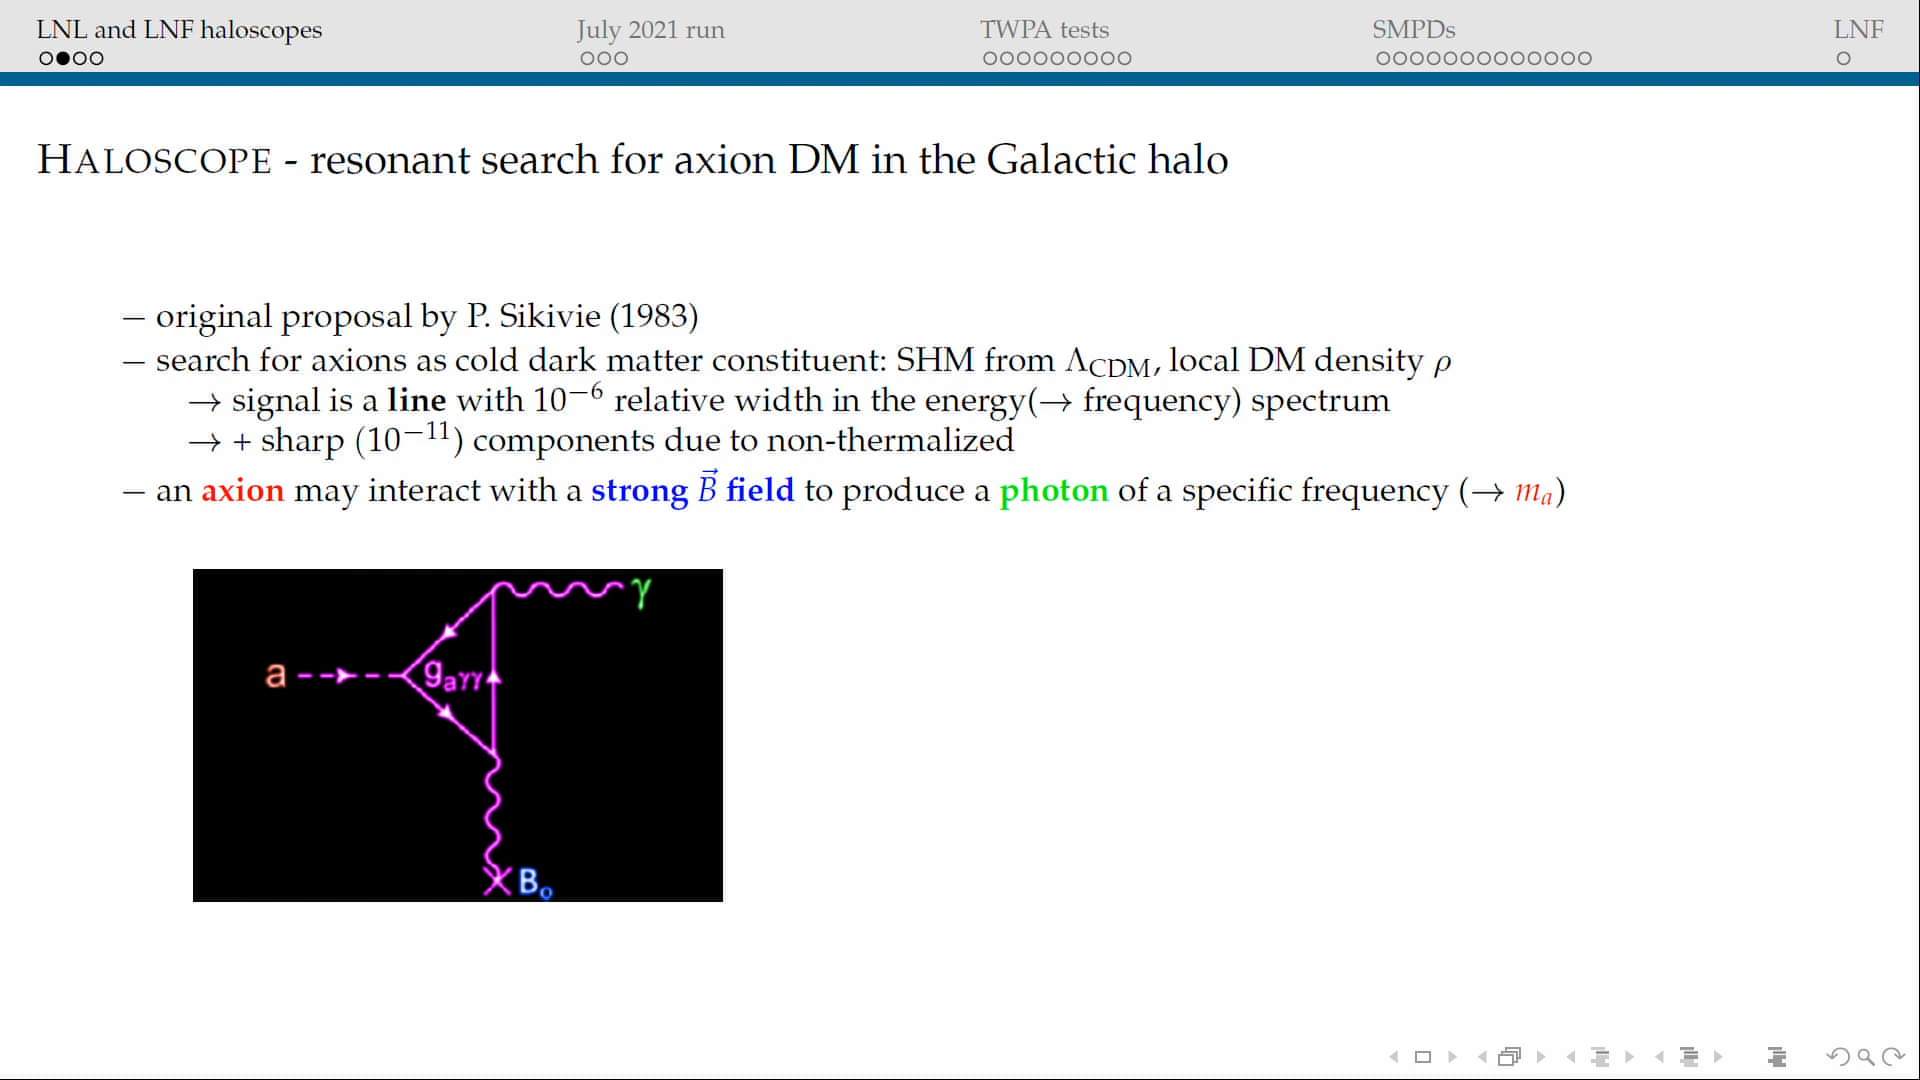 LNL and LNF haloscopes
July 2021 run
TWPA tests
SMPDs
LNF
HALOSCOPE - resonant search for axion DM in the Galactic halo
– original proposal by P. Sikivie (1983)
– search for axions as cold dark matter constituent: SHM from Λ_CDM, local DM density ρ
→ signal is a line with 10⁻⁶ relative width in the energy(→ frequency) spectrum
→ + sharp (10⁻¹¹) components due to non-thermalized
– an axion may interact with a strong B⃗ field to produce a photon of a specific frequency (→ mₐ)
γ
a
g_aγγ
B₀